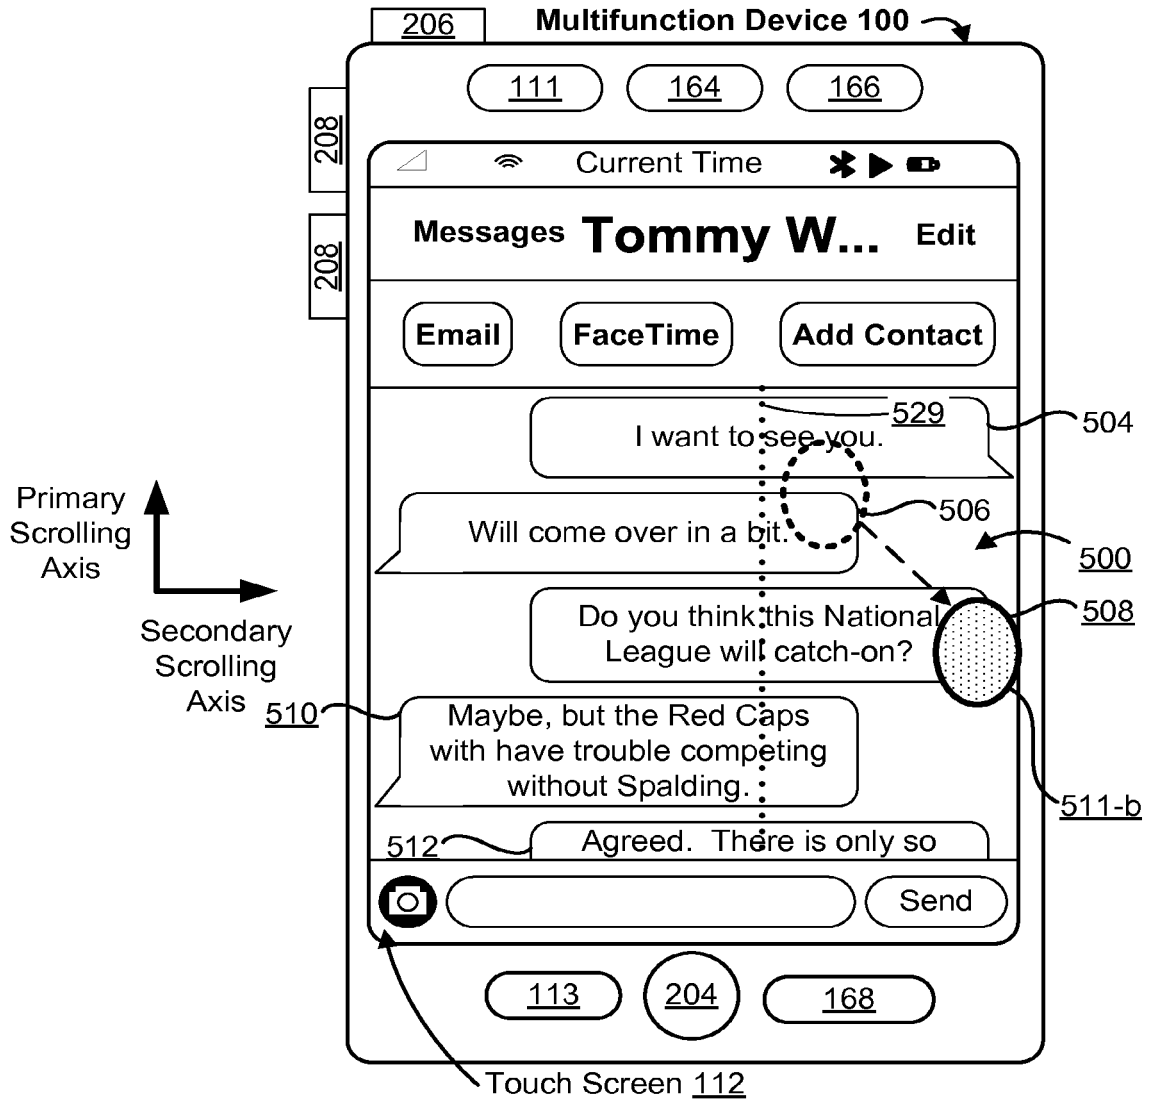 206
Multifunction Device 100
111
164
166
208
208
Current Time
Messages
Tommy W...
Edit
Email
FaceTime
Add Contact
529
504
I want to see you.
506
Will come over in a bit.
500
Primary
Scrolling
Axis
Secondary
Scrolling
Axis
508
Do you think this National
League will catch-on?
510
Maybe, but the Red Caps
with have trouble competing
without Spalding.
511-b
512
Agreed. There is only so
Send
113
204
168
Touch Screen 112